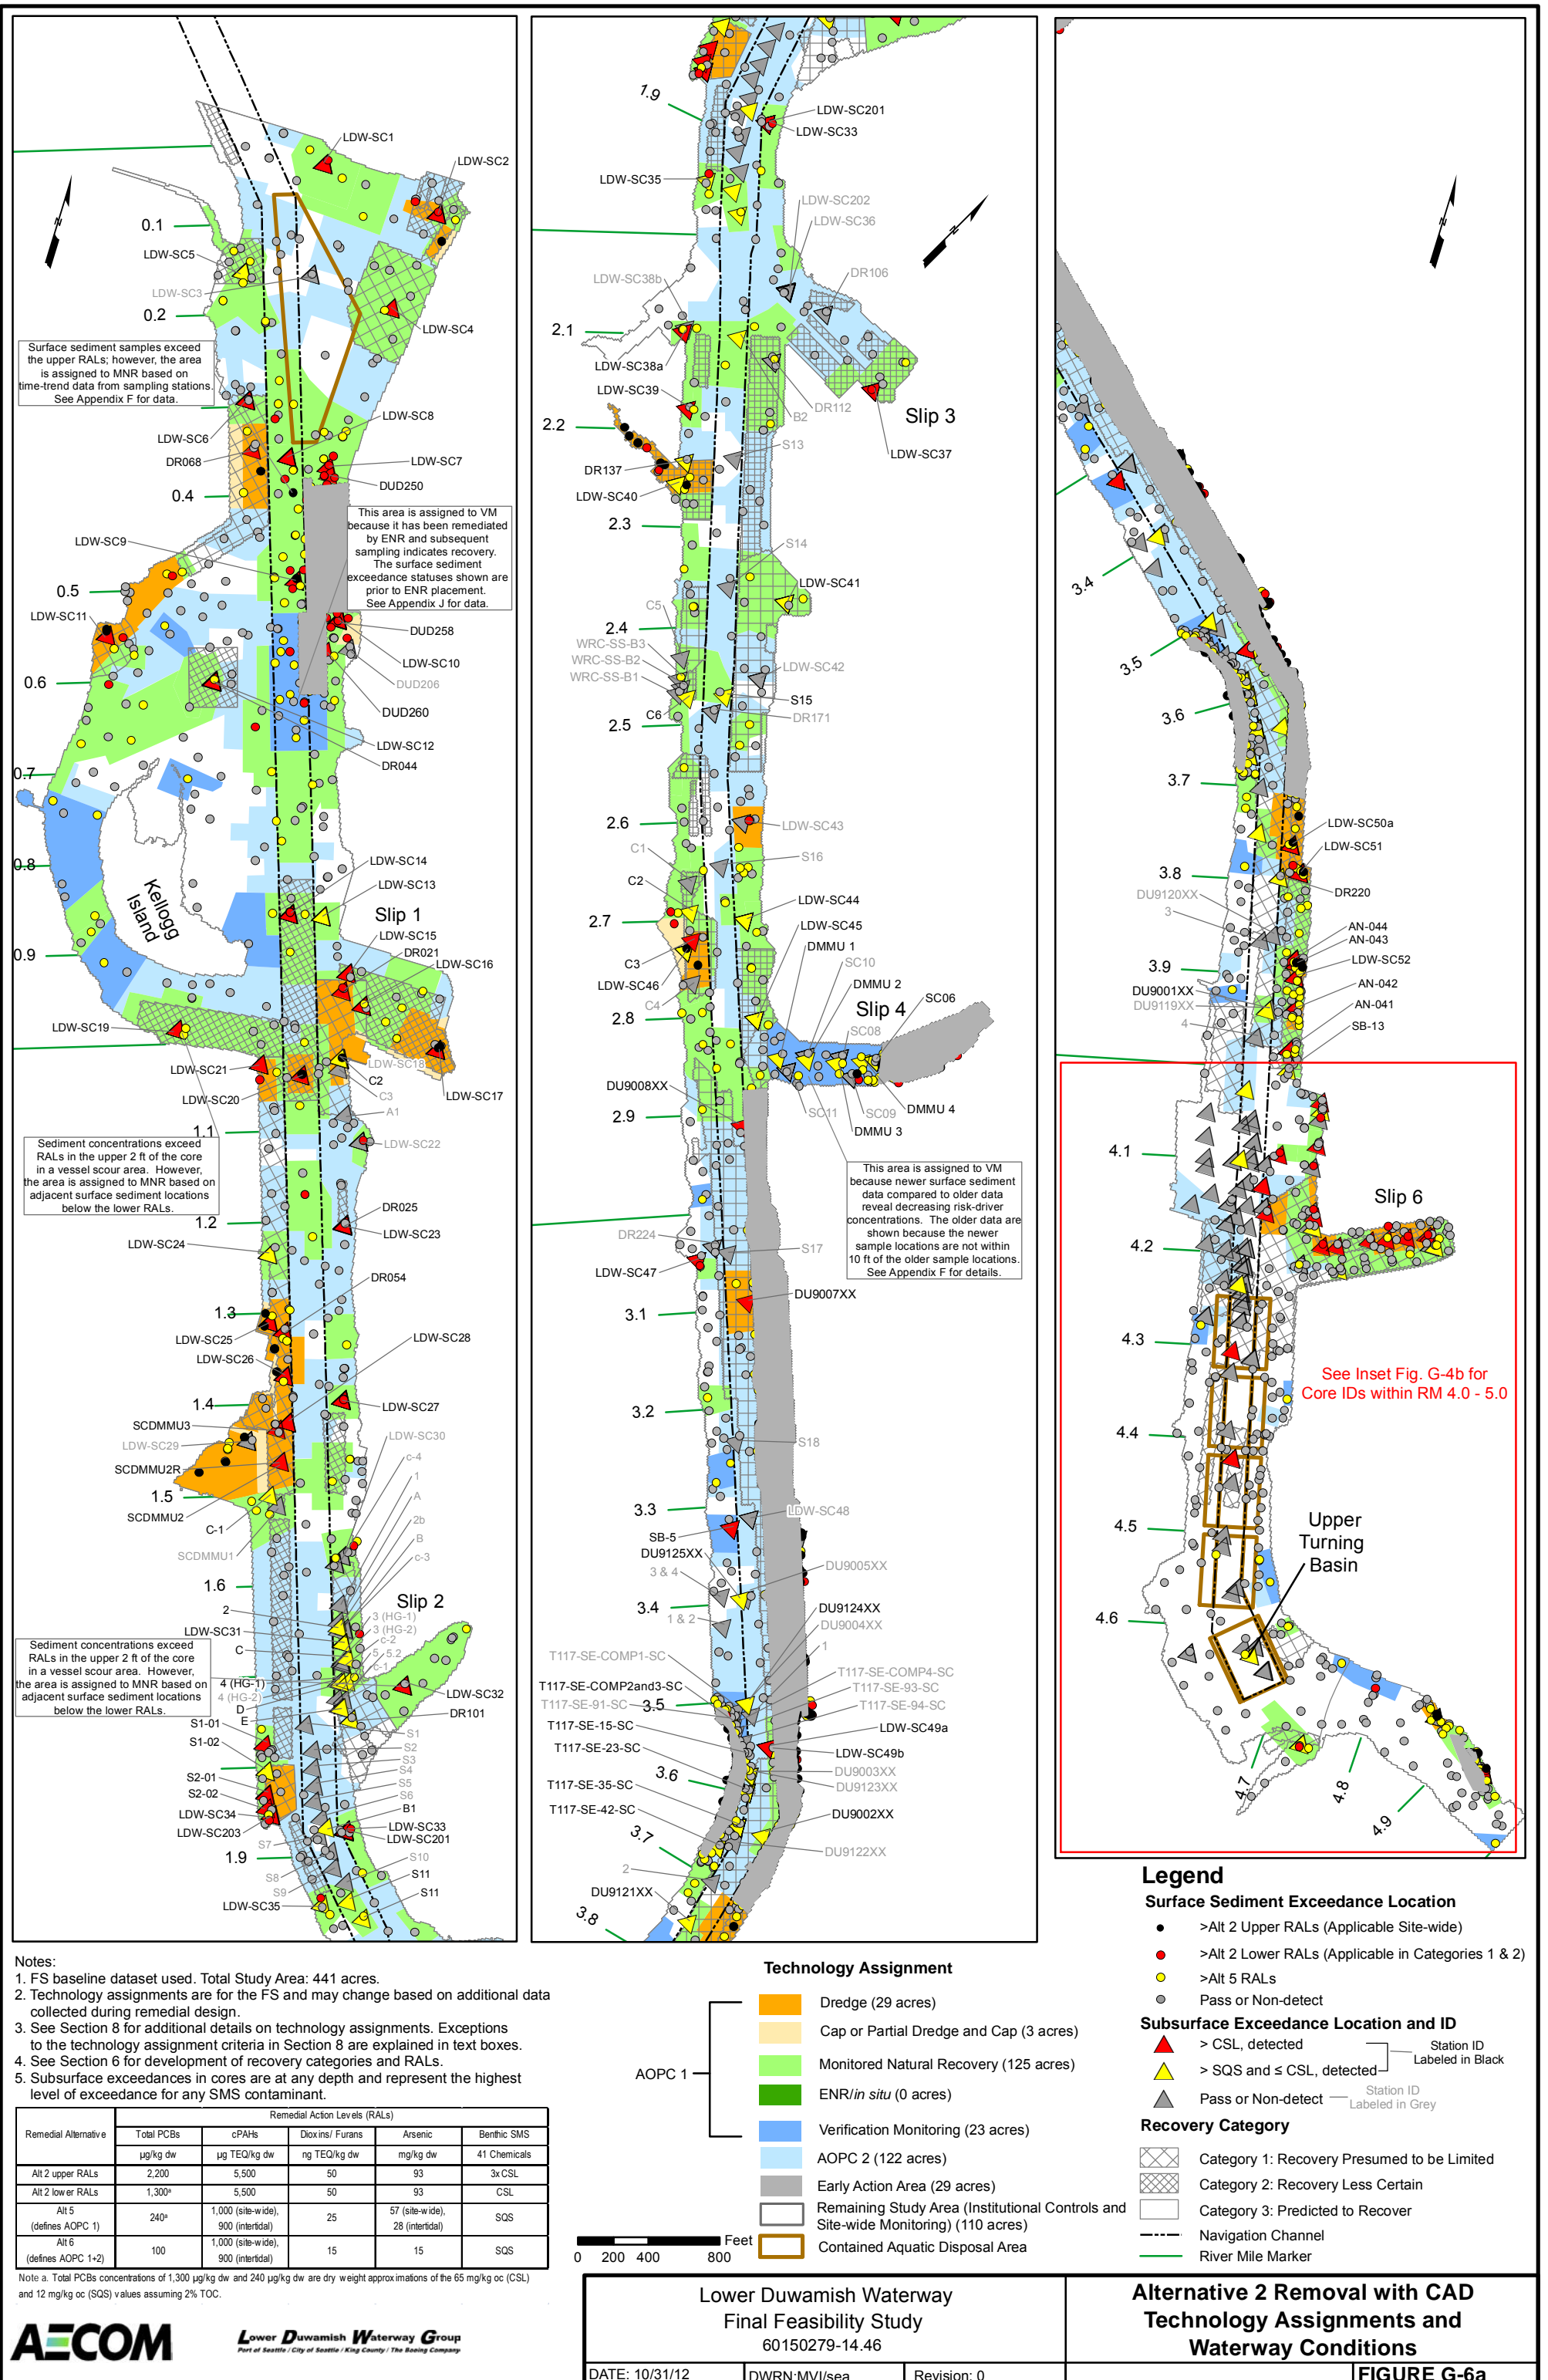 LDW-SC1
LDW-SC2
0.1
LDW-SC5
LDW-SC3
0.2
LDW-SC4
Surface sediment samples exceed
the upper RALs; however, the area
is assigned to MNR based on
time-trend data from sampling stations.
See Appendix F for data.
LDW-SC8
LDW-SC6
DR068
LDW-SC7
DUD250
0.4
This area is assigned to VM
because it has been remediated
by ENR and subsequent
sampling indicates recovery.
The surface sediment
exceedance statuses shown are
prior to ENR placement.
See Appendix J for data.
LDW-SC9
0.5
LDW-SC11
DUD258
LDW-SC10
0.6
DUD206
DUD260
LDW-SC12
DR044
0.7
0.8
Kellogg
Island
LDW-SC14
LDW-SC13
Slip 1
LDW-SC15
DR021
LDW-SC16
0.9
LDW-SC19
LDW-SC21
LDW-SC18
C2
C3
LDW-SC20
LDW-SC17
A1
1.1
LDW-SC22
Sediment concentrations exceed
RALs in the upper 2 ft of the core
in a vessel scour area. However,
the area is assigned to MNR based on
adjacent surface sediment locations
below the lower RALs.
DR025
1.2
LDW-SC23
LDW-SC24
DR054
1.3
LDW-SC25
LDW-SC28
LDW-SC26
1.4
LDW-SC27
SCDMMU3
LDW-SC29
LDW-SC30
c-4
SCDMMU2R
1
1.5
A
SCDMMU2
2b
C-1
B
SCDMMU1
c-3
1.6
Slip 2
2
3 (HG-1)
LDW-SC31
3 (HG-2)
C
c-2
5
5.2
c-1
Sediment concentrations exceed
RALs in the upper 2 ft of the core
in a vessel scour area. However,
the area is assigned to MNR based on
adjacent surface sediment locations
below the lower RALs.
4 (HG-1)
4 (HG-2)
LDW-SC32
D
DR101
E
S1-01
S1
S1-02
S2
S3
S4
S2-01
S5
S2-02
S6
LDW-SC34
B1
LDW-SC203
LDW-SC33
LDW-SC201
S7
1.9
S10
S8
S11
S9
LDW-SC35
S11
1.9
LDW-SC201
LDW-SC33
LDW-SC35
LDW-SC202
LDW-SC36
LDW-SC38b
DR106
2.1
LDW-SC38a
LDW-SC39
DR112
B2
Slip 3
2.2
S13
LDW-SC37
DR137
LDW-SC40
2.3
S14
LDW-SC41
C5
2.4
WRC-SS-B3
WRC-SS-B2
LDW-SC42
WRC-SS-B1
S15
C6
DR171
2.5
2.6
LDW-SC43
C1
S16
C2
LDW-SC44
2.7
LDW-SC45
DMMU 1
C3
SC10
LDW-SC46
DMMU 2
C4
SC06
Slip 4
2.8
SC08
DU9008XX
SC11
SC09
DMMU 4
2.9
DMMU 3
This area is assigned to VM
because newer surface sediment
data compared to older data
reveal decreasing risk-driver
concentrations. The older data are
shown because the newer
sample locations are not within
10 ft of the older sample locations.
See Appendix F for details.
DR224
S17
LDW-SC47
DU9007XX
3.1
3.2
S18
3.3
LDW-SC48
SB-5
DU9125XX
DU9005XX
3 & 4
3.4
DU9124XX
1 & 2
DU9004XX
1
T117-SE-COMP1-SC
T117-SE-COMP4-SC
T117-SE-COMP2and3-SC
T117-SE-93-SC
T117-SE-91-SC
3.5
T117-SE-94-SC
T117-SE-15-SC
LDW-SC49a
T117-SE-23-SC
LDW-SC49b
3.6
DU9003XX
DU9123XX
T117-SE-35-SC
T117-SE-42-SC
DU9002XX
3.7
DU9122XX
2
DU9121XX
3.8
3.4
3.5
3.6
3.7
LDW-SC50a
LDW-SC51
3.8
DR220
DU9120XX
3
AN-044
AN-043
LDW-SC52
3.9
DU9001XX
AN-042
DU9119XX
AN-041
4
SB-13
4.1
Slip 6
4.2
4.3
See Inset Fig. G-4b for
Core IDs within RM 4.0 - 5.0
4.4
4.5
Upper
Turning
Basin
4.6
4.7
4.8
4.9
Notes:
1. FS baseline dataset used. Total Study Area: 441 acres.
2. Technology assignments are for the FS and may change based on additional data
collected during remedial design.
3. See Section 8 for additional details on technology assignments. Exceptions
to the technology assignment criteria in Section 8 are explained in text boxes.
4. See Section 6 for development of recovery categories and RALs.
5. Subsurface exceedances in cores are at any depth and represent the highest
level of exceedance for any SMS contaminant.
Remedial Alternative
Remedial Action Levels (RALs)
Total PCBs cPAHs Dioxins/ Furans Arsenic Benthic SMS
µg/kg dw µg TEQ/kg dw ng TEQ/kg dw mg/kg dw 41 Chemicals
Alt 2 upper RALs 2,200 5,500 50 93 3x CSL
Alt 2 lower RALs 1,300ª 5,500 50 93 CSL
Alt 5 (defines AOPC 1) 240ª 1,000 (site-wide), 900 (intertidal) 25 57 (site-wide), 28 (intertidal) SQS
Alt 6 (defines AOPC 1+2) 100 1,000 (site-wide), 900 (intertidal) 15 15 SQS
Note a. Total PCBs concentrations of 1,300 µg/kg dw and 240 µg/kg dw are dry weight approximations of the 65 mg/kg oc (CSL)
and 12 mg/kg oc (SQS) values assuming 2% TOC.
AECOM
Lower Duwamish Waterway Group
Port of Seattle / City of Seattle / King County / The Boeing Company
Technology Assignment
AOPC 1
Dredge (29 acres)
Cap or Partial Dredge and Cap (3 acres)
Monitored Natural Recovery (125 acres)
ENR/in situ (0 acres)
Verification Monitoring (23 acres)
AOPC 2 (122 acres)
Early Action Area (29 acres)
Remaining Study Area (Institutional Controls and
Site-wide Monitoring) (110 acres)
Contained Aquatic Disposal Area
0 200 400 800 Feet
Legend
Surface Sediment Exceedance Location
>Alt 2 Upper RALs (Applicable Site-wide)
>Alt 2 Lower RALs (Applicable in Categories 1 & 2)
>Alt 5 RALs
Pass or Non-detect
Subsurface Exceedance Location and ID
> CSL, detected
> SQS and ≤ CSL, detected
Station ID
Labeled in Black
Pass or Non-detect
Station ID
Labeled in Grey
Recovery Category
Category 1: Recovery Presumed to be Limited
Category 2: Recovery Less Certain
Category 3: Predicted to Recover
Navigation Channel
River Mile Marker
Lower Duwamish Waterway
Final Feasibility Study
60150279-14.46
Alternative 2 Removal with CAD
Technology Assignments and
Waterway Conditions
DATE: 10/31/12
DWRN:MVI/sea
Revision: 0
FIGURE G-6a